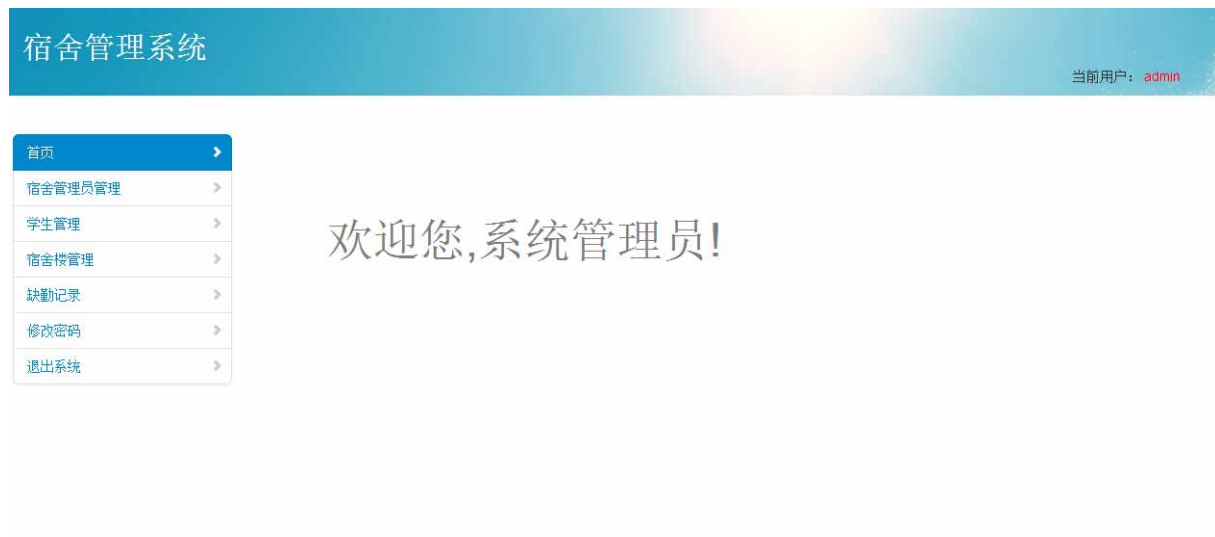 宿舍管理系统
当前用户： admin
首页
宿舍管理员管理
学生管理
宿舍楼管理
缺勤记录
修改密码
退出系统
欢迎您,系统管理员!